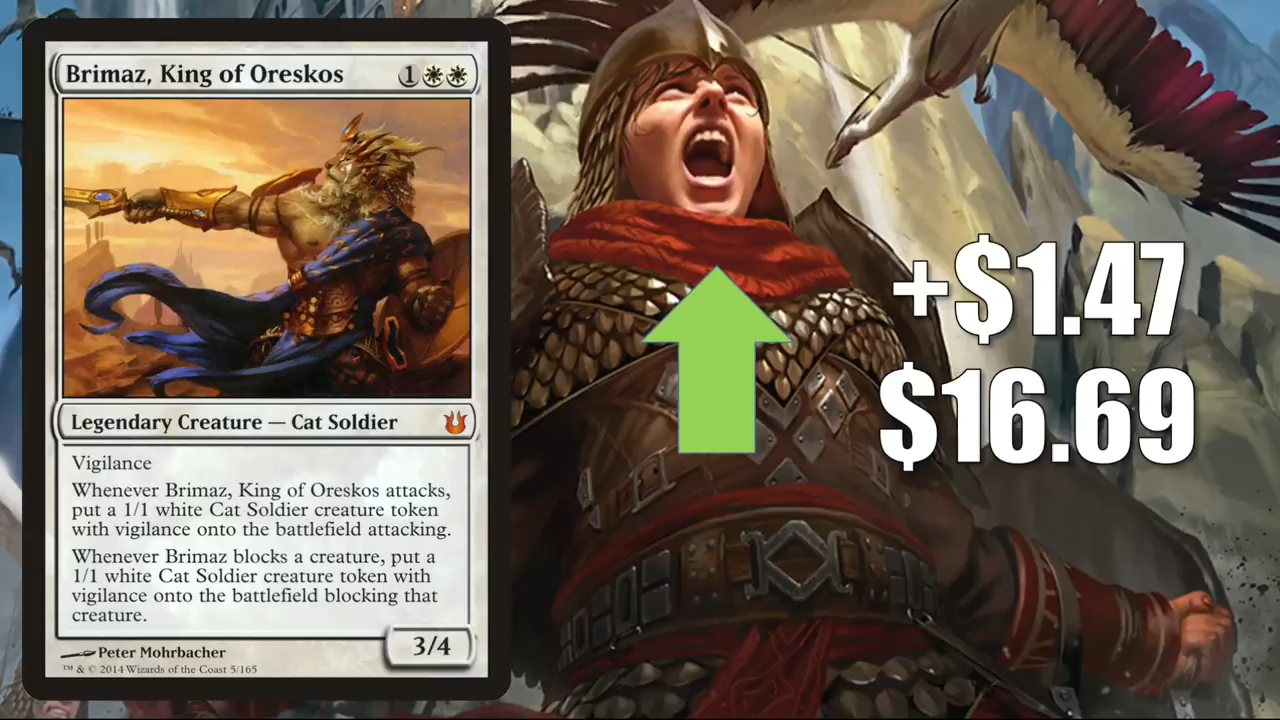 Brimaz, King of Oreskos 1
Legendary Creature — Cat Soldier
Vigilance
Whenever Brimaz, King of Oreskos attacks,
put a 1/1 white Cat Soldier creature token
with vigilance onto the battlefield attacking.
Whenever Brimaz blocks a creature, put a
1/1 white Cat Soldier creature token with
vigilance onto the battlefield blocking that
creature.
3/4
Peter Mohrbacher
™ & © 2014 Wizards of the Coast 5/165
+$1.47
$16.69